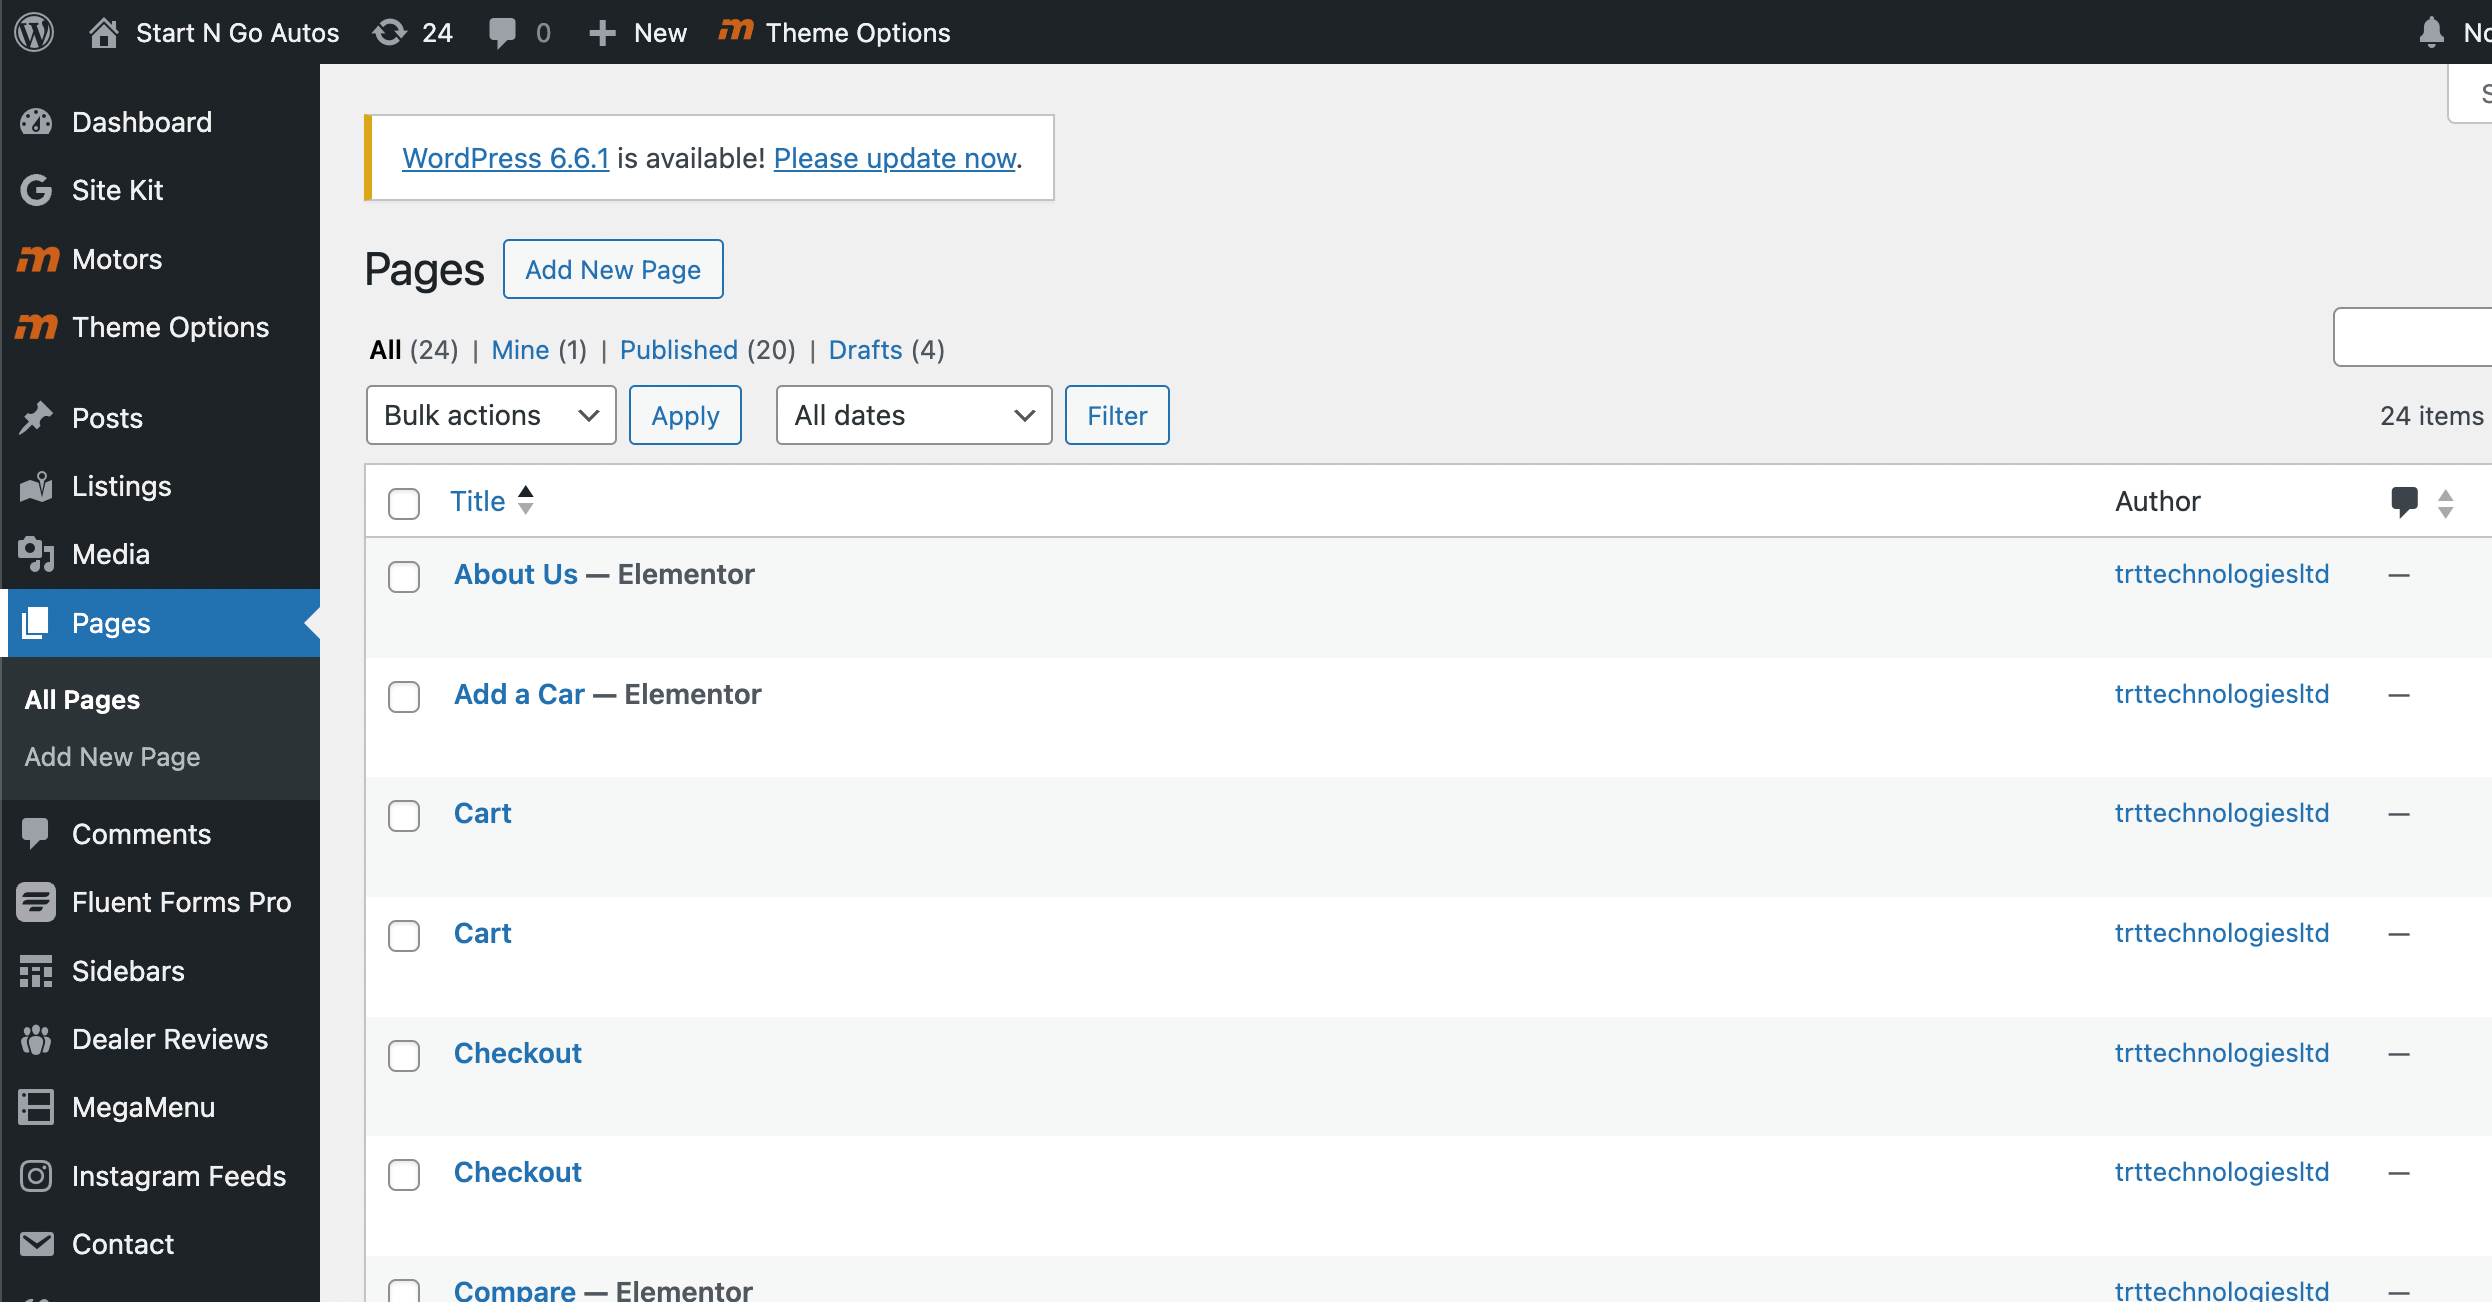 Start N Go Autos 24 0 New Theme Options
Dashboard
Site Kit
Motors
Theme Options
Posts
Listings
Media
Pages
All Pages
Add New Page
Comments
Fluent Forms Pro
Sidebars
Dealer Reviews
MegaMenu
Instagram Feeds
Contact
WordPress 6.6.1 is available! Please update now.
Pages Add New Page
All (24) | Mine (1) | Published (20) | Drafts (4)
Bulk actions Apply All dates Filter 24 items
Title Author
About Us — Elementor trttechnologiesltd —
Add a Car — Elementor trttechnologiesltd —
Cart trttechnologiesltd —
Cart trttechnologiesltd —
Checkout trttechnologiesltd —
Checkout trttechnologiesltd —
Compare — Elementor trttechnologiesltd —